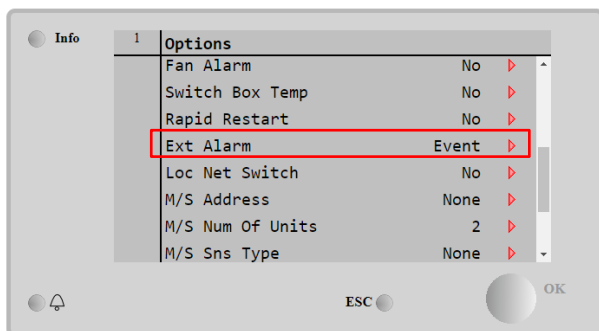 Info
1 Options
Fan Alarm No
Switch Box Temp No
Rapid Restart No
Ext Alarm Event
Loc Net Switch No
M/S Address None
M/S Num Of Units 2
M/S Sns Type None
ESC OK